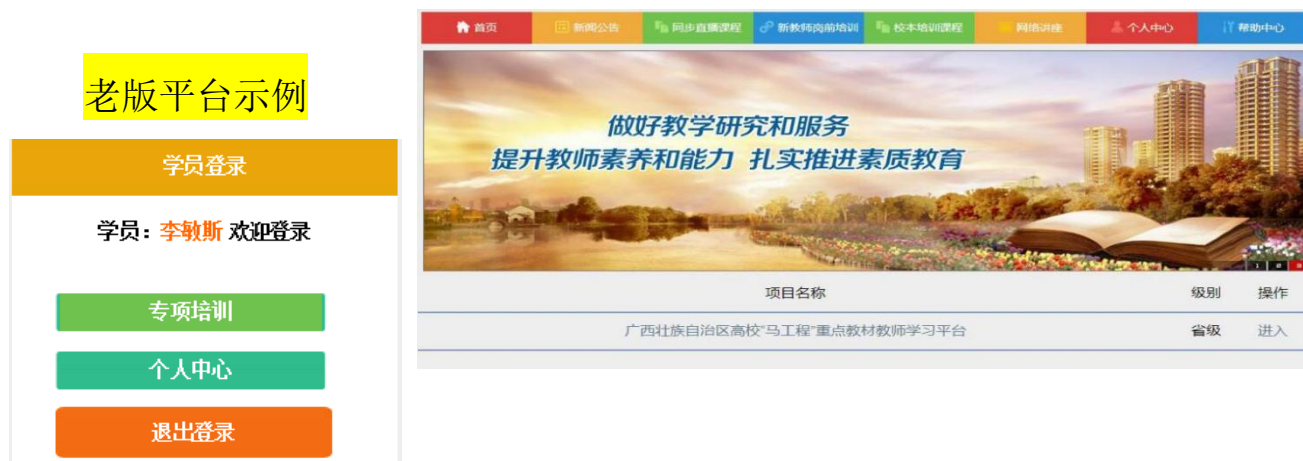 老版平台示例
学员登录
学员：李敏斯 欢迎登录
专项培训
个人中心
退出登录
首页 新闻公告 同步直播课程 新教师岗前培训 校本培训课程 网络讲座 个人中心 帮助中心
做好教学研究和服务
提升教师素养和能力 扎实推进素质教育
项目名称 级别 操作
广西壮族自治区高校“马工程”重点教材教师学习平台 省级 进入